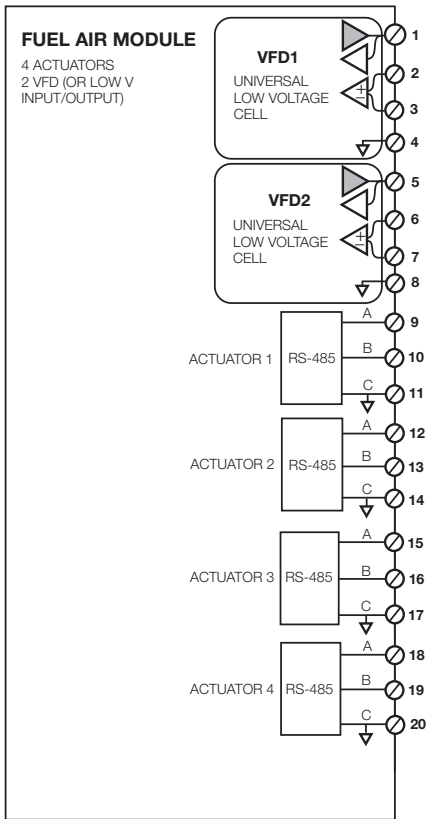 FUEL AIR MODULE
4 ACTUATORS
2 VFD (OR LOW V
INPUT/OUTPUT)
VFD1
UNIVERSAL
LOW VOLTAGE
CELL
+
−
1
2
3
4
VFD2
UNIVERSAL
LOW VOLTAGE
CELL
+
−
5
6
7
8
ACTUATOR 1
RS-485
A
9
B
10
C
11
ACTUATOR 2
RS-485
A
12
B
13
C
14
ACTUATOR 3
RS-485
A
15
B
16
C
17
ACTUATOR 4
RS-485
A
18
B
19
C
20